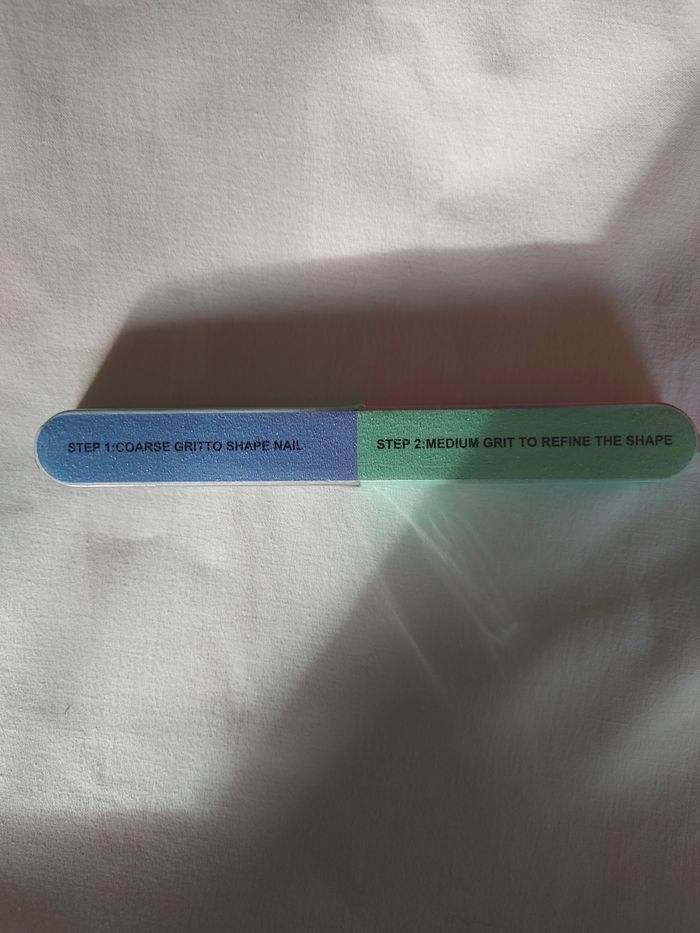 STEP 1:COARSE GRITTO SHAPE NAIL
STEP 2:MEDIUM GRIT TO REFINE THE SHAPE